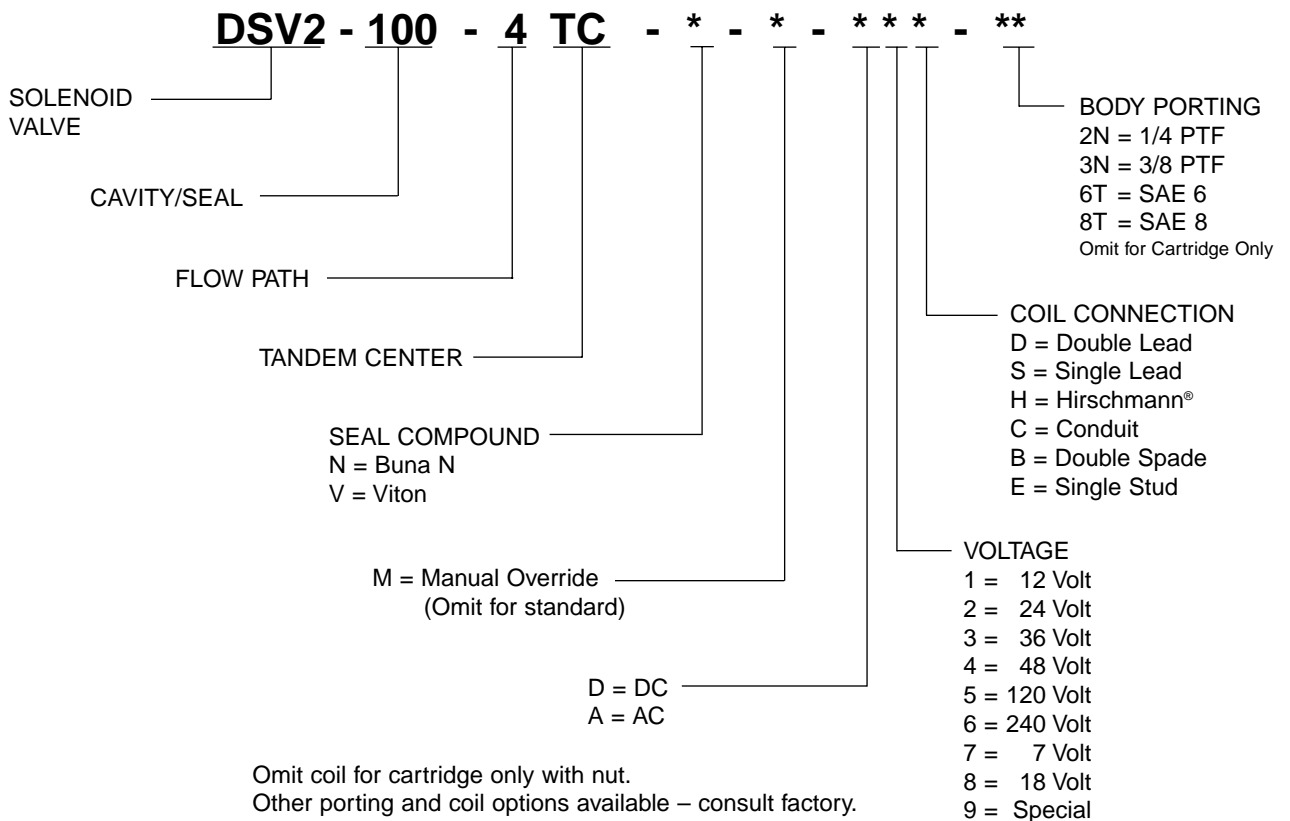 DSV2 - 100 - 4 TC - * - * - * * * - **
SOLENOID
VALVE
CAVITY/SEAL
FLOW PATH
TANDEM CENTER
SEAL COMPOUND
N = Buna N
V = Viton
M = Manual Override
(Omit for standard)
D = DC
A = AC
Omit coil for cartridge only with nut.
Other porting and coil options available – consult factory.
BODY PORTING
2N = 1/4 PTF
3N = 3/8 PTF
6T = SAE 6
8T = SAE 8
Omit for Cartridge Only
COIL CONNECTION
D = Double Lead
S = Single Lead
H = Hirschmann®
C = Conduit
B = Double Spade
E = Single Stud
VOLTAGE
1 = 12 Volt
2 = 24 Volt
3 = 36 Volt
4 = 48 Volt
5 = 120 Volt
6 = 240 Volt
7 = 7 Volt
8 = 18 Volt
9 = Special